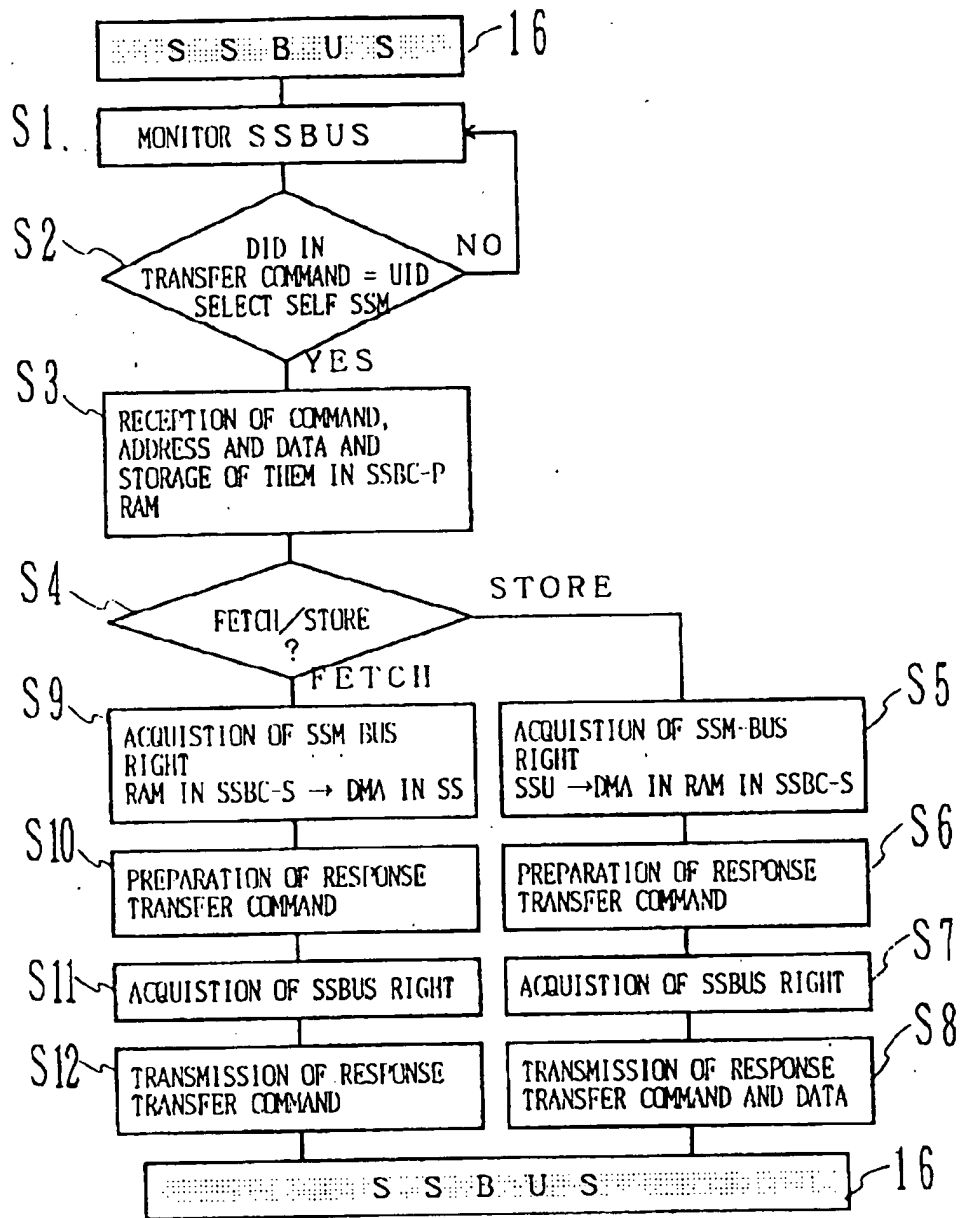 S S B U S
16
S1.
MONITOR SSBUS
S2
DID IN
TRANSFER COMMAND = UID
SELECT SELF SSM
NO
YES
S3
RECEPTION OF COMMAND,
ADDRESS AND DATA AND
STORAGE OF THEM IN SSBC-P
RAM
S4
FETCH/STORE
?
STORE
FETCH
S9
ACQUISTION OF SSM BUS
RIGHT
RAM IN SSBC-S → DMA IN SS
S5
ACQUISTION OF SSM-BUS
RIGHT
SSU →DMA IN RAM IN SSBC-S
S10
PREPARATION OF RESPONSE
TRANSFER COMMAND
S6
PREPARATION OF RESPONSE
TRANSFER COMMAND
S11
ACQUISTION OF SSBUS RIGHT
S7
ACQUISTION OF SSBUS RIGHT
S12
TRANSMISSION OF RESPONSE
TRANSFER COMMAND
S8
TRANSMISSION OF RESPONSE
TRANSFER COMMAND AND DATA
S S B U S
16